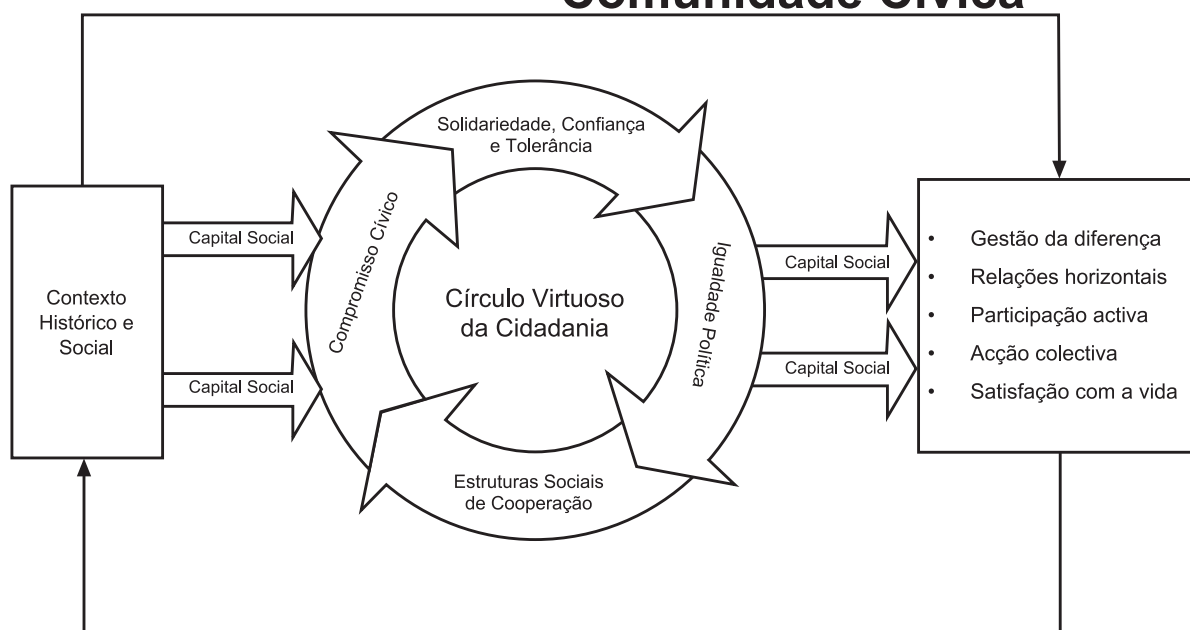 Comunidade Cívica
Solidariedade, Confiança
e Tolerância
Compromisso Cívico
Igualdade Política
Estruturas Sociais
de Cooperação
Círculo Virtuoso
da Cidadania
Contexto
Histórico e
Social
Capital Social
Capital Social
Capital Social
Capital Social
• Gestão da diferença
• Relações horizontais
• Participação activa
• Acção colectiva
• Satisfação com a vida